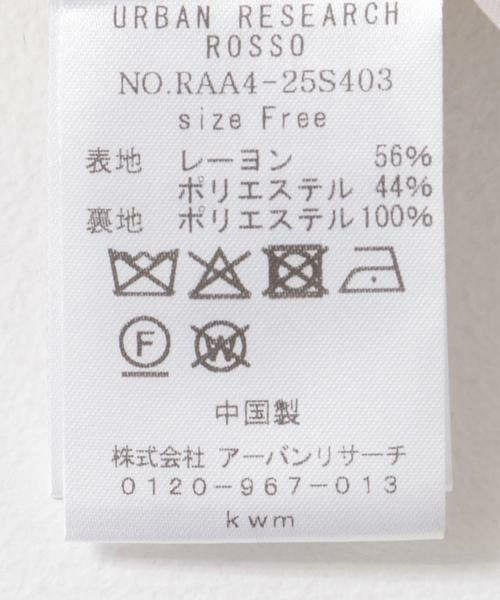 URBAN RESEARCH
ROSSO
NO.RAA4-25S403
size Free
表地 レーヨン 56%
ポリエステル 44%
裏地 ポリエステル 100%
F W
中国製
株式会社 アーバンリサーチ
0120-967-013
kwm